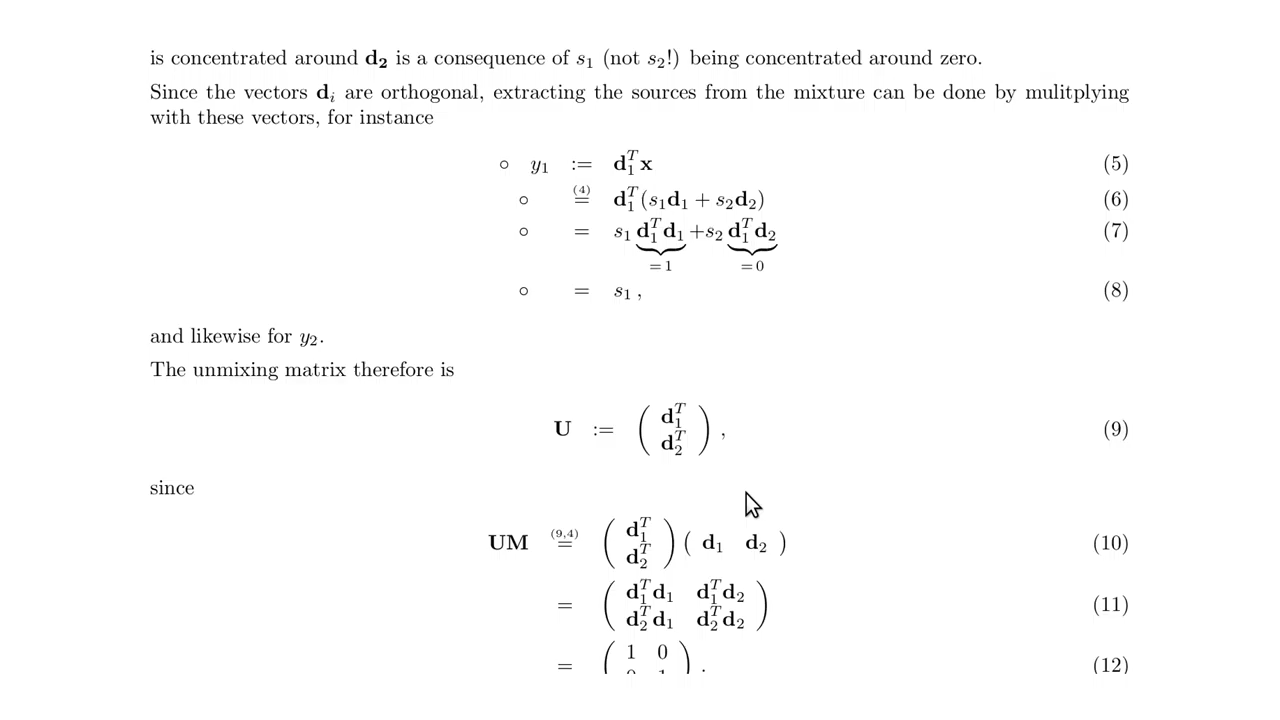 is concentrated around d₂ is a consequence of s₁ (not s₂!) being concentrated around zero.
Since the vectors dᵢ are orthogonal, extracting the sources from the mixture can be done by mulitplying
with these vectors, for instance
◦ y₁ := d₁ᵀx (5)
◦ (4) = d₁ᵀ(s₁d₁ + s₂d₂) (6)
◦ = s₁ d₁ᵀd₁ +s₂ d₁ᵀd₂ (7)
=1 =0
◦ = s₁ , (8)
and likewise for y₂.
The unmixing matrix therefore is
U := ( d₁ᵀ d₂ᵀ ) , (9)
since
UM (9,4) = ( d₁ᵀ d₂ᵀ ) ( d₁ d₂ ) (10)
= ( d₁ᵀd₁ d₁ᵀd₂
d₂ᵀd₁ d₂ᵀd₂ ) (11)
= ( 1 0 ) . (12)